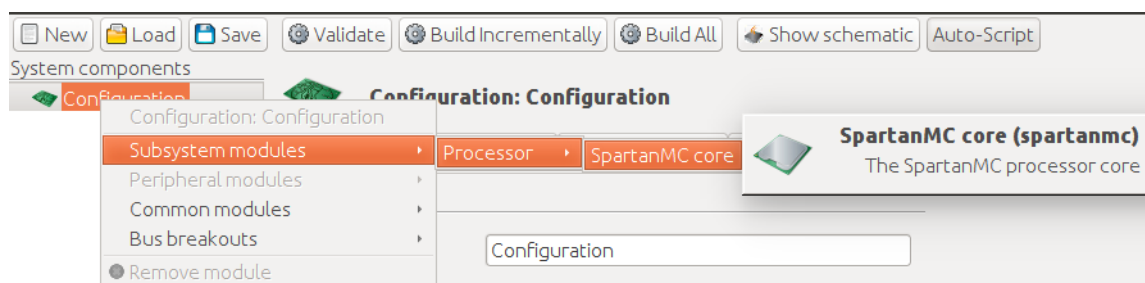 New Load Save Validate Build Incrementally Build All Show schematic Auto-Script
System components
Configuration Configuration: Configuration
Configuration: Configuration
Subsystem modules Processor SpartanMC core
SpartanMC core (spartanmc)
The SpartanMC processor core
Peripheral modules
Common modules
Bus breakouts
Configuration
Remove module